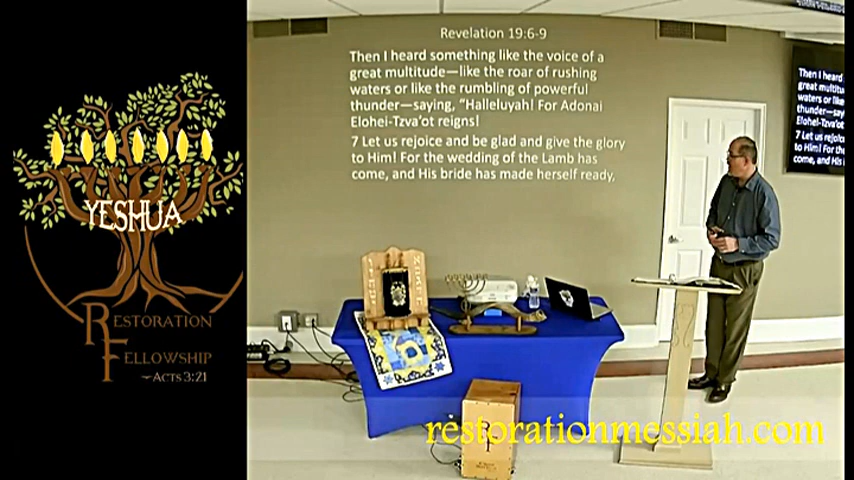 YESHUA
RESTORATION
FELLOWSHIP
ACTS 3:21
Revelation 19:6-9
Then I heard something like the voice of a
great multitude—like the roar of rushing
waters or like the rumbling of powerful
thunder—saying, “Halleluyah! For Adonai
Elohei-Tzva'ot reigns!
7 Let us rejoice and be glad and give the glory
to Him! For the wedding of the Lamb has
come, and His bride has made herself ready,
Then I heard
great multitu
waters or like
thunder—say
Elohei-Tzva'o
7 Let us rejoic
to Him! For th
come, and His
R F
restorationmessiah.com